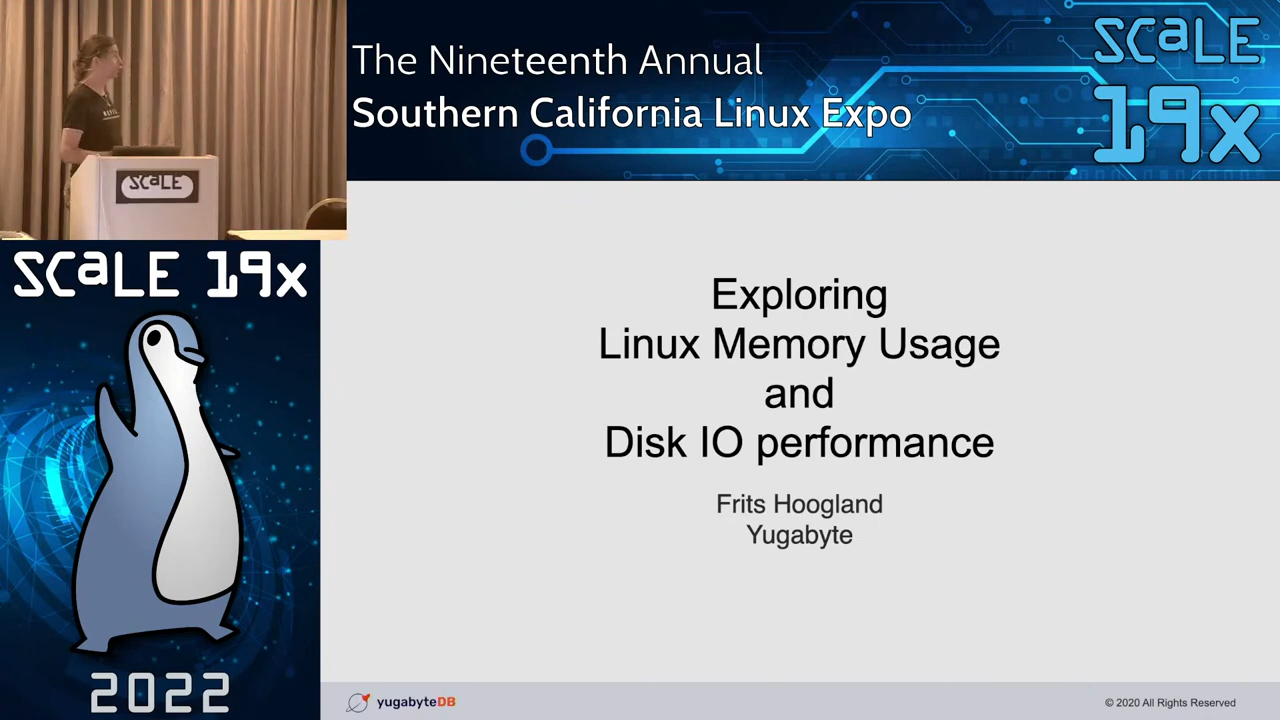 The Nineteenth Annual
Southern California Linux Expo
SCaLE
19x
SCaLE
SCaLE 19x
2022
Exploring
Linux Memory Usage
and
Disk IO performance
Frits Hoogland
Yugabyte
yugabyteDB
© 2020 All Rights Reserved